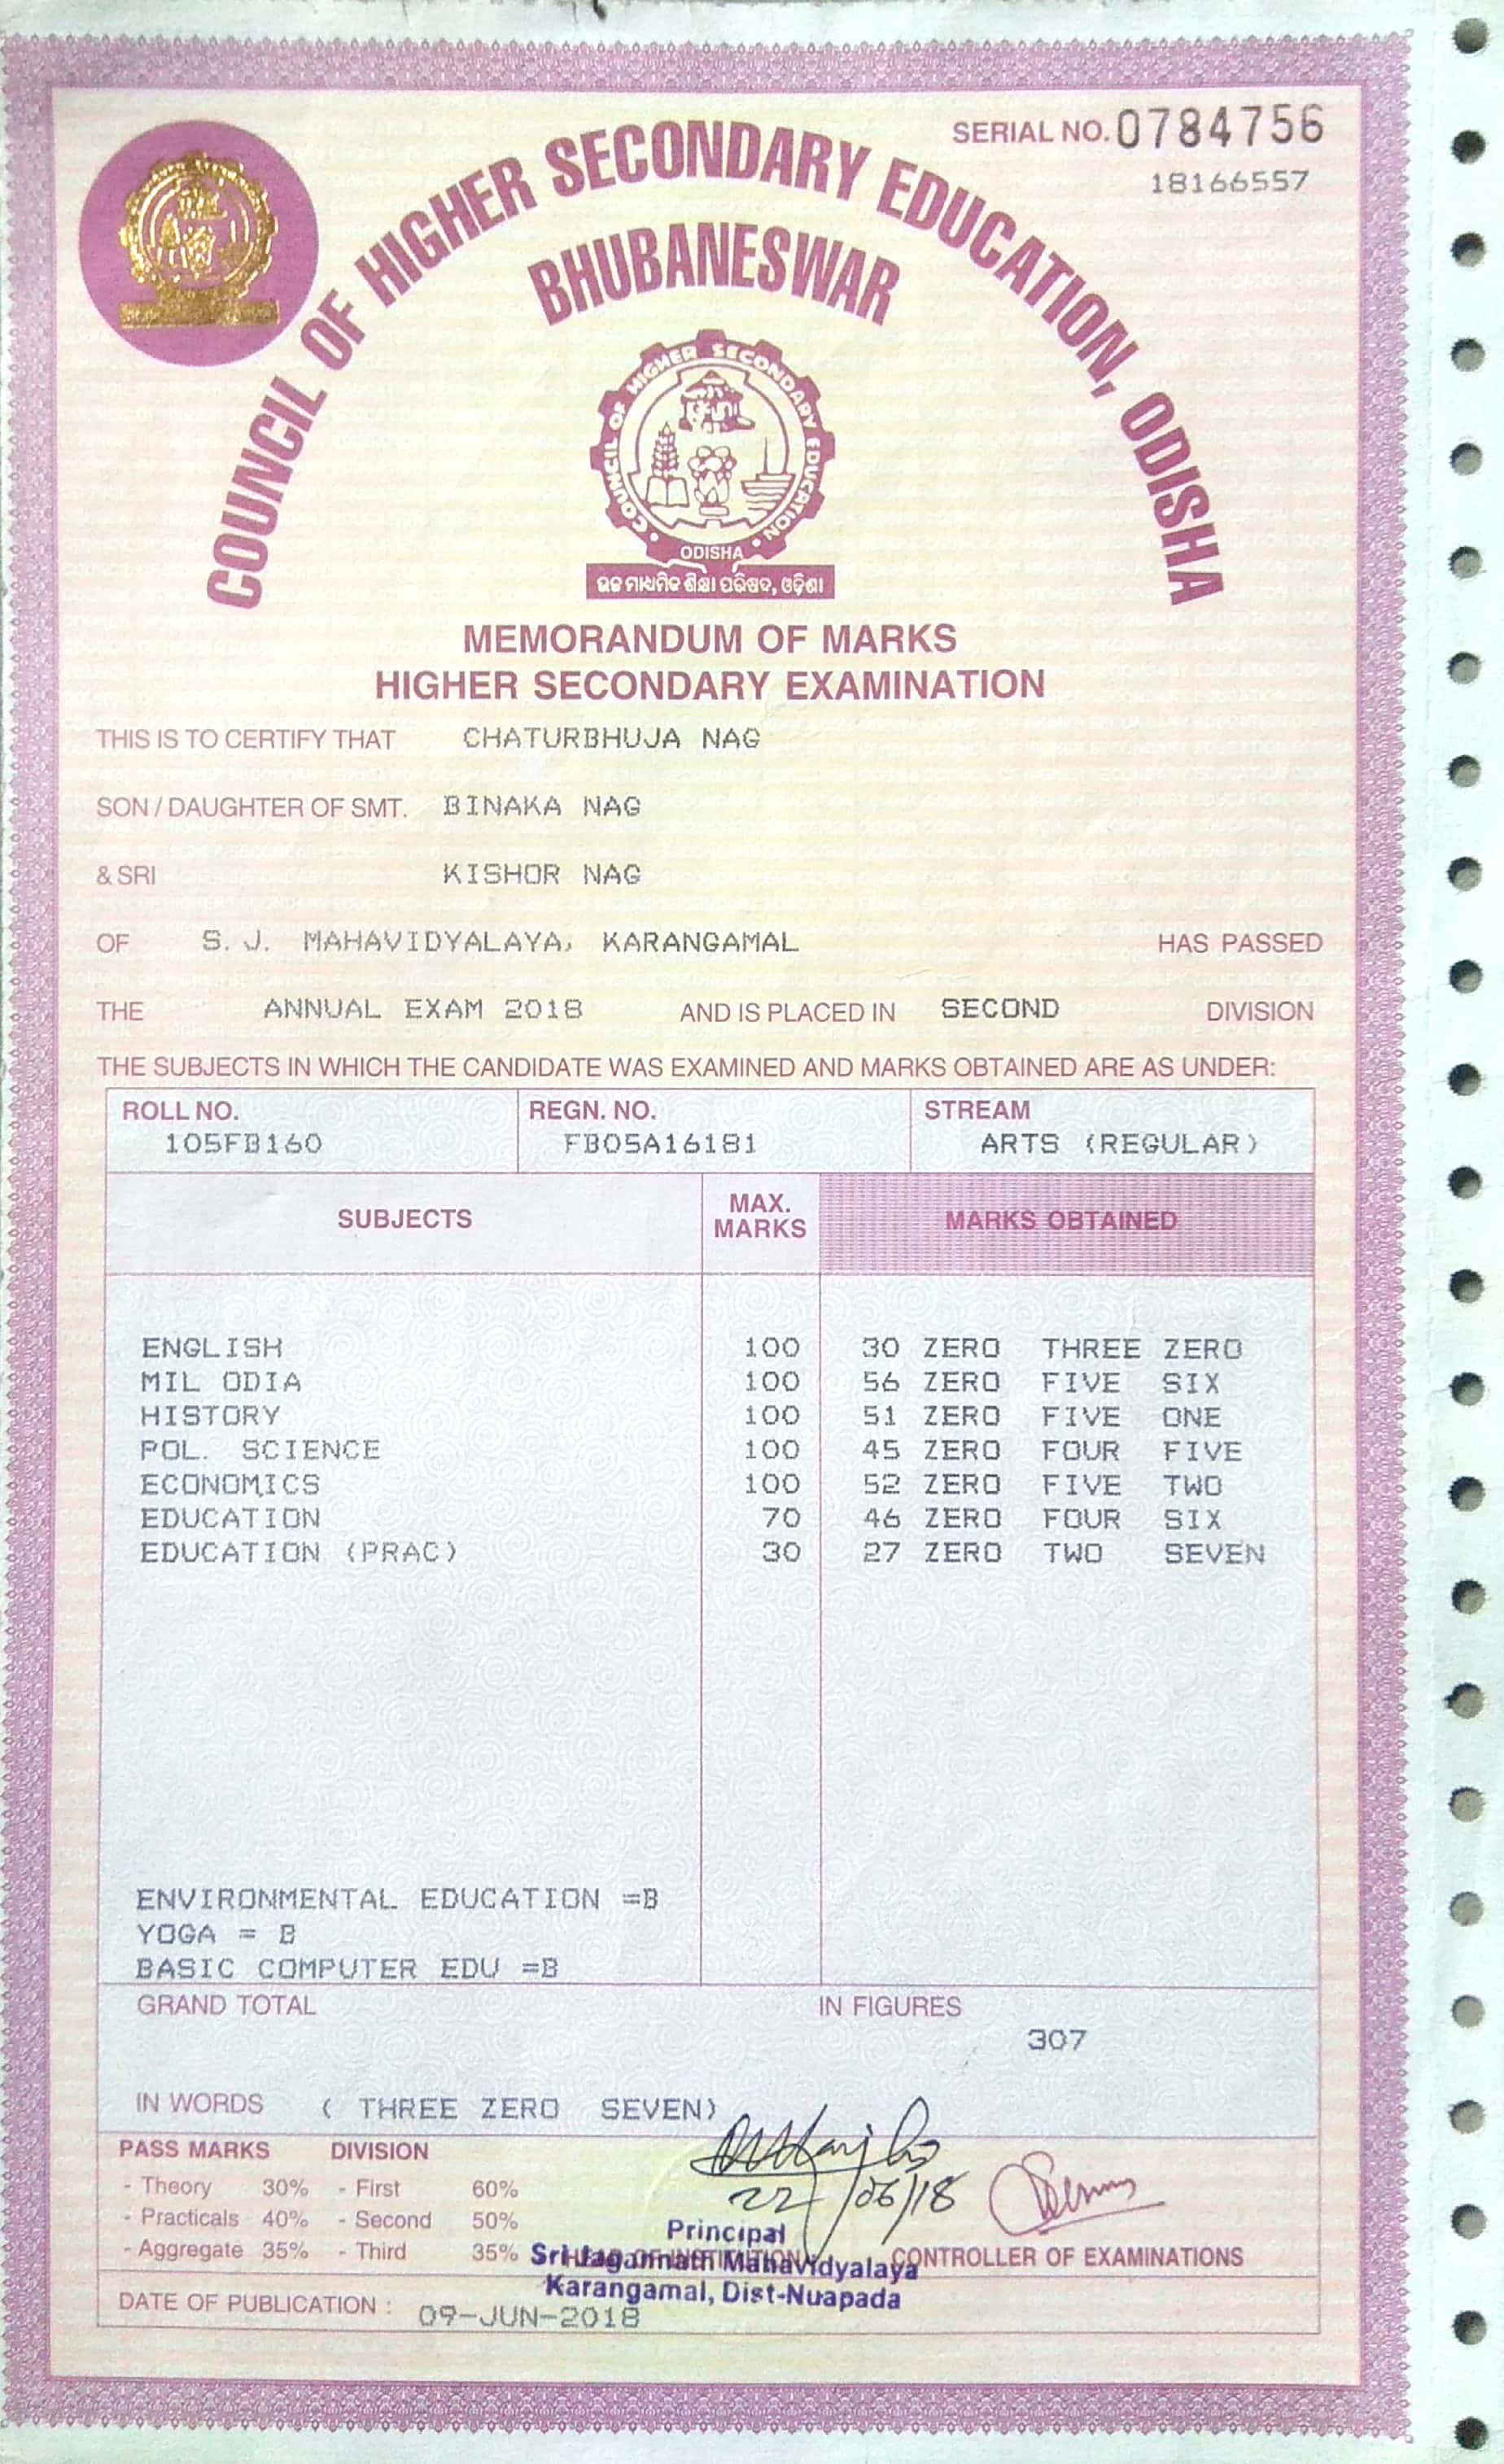 SERIAL NO. 0784756
18166557
COUNCIL OF HIGHER SECONDARY EDUCATION, ODISHA
BHUBANESWAR
COUNCIL OF HIGHER SECONDARY EDUCATION
ODISHA
ଉଚ୍ଚ ମାଧ୍ୟମିକ ଶିକ୍ଷା ପରିଷଦ, ଓଡ଼ିଶା
MEMORANDUM OF MARKS
HIGHER SECONDARY EXAMINATION
THIS IS TO CERTIFY THAT CHATURBHUJA NAG
SON / DAUGHTER OF SMT. BINAKA NAG
& SRI KISHOR NAG
OF S. J. MAHAVIDYALAYA, KARANGAMAL HAS PASSED
THE ANNUAL EXAM 2018 AND IS PLACED IN SECOND DIVISION
THE SUBJECTS IN WHICH THE CANDIDATE WAS EXAMINED AND MARKS OBTAINED ARE AS UNDER:
ROLL NO. REGN. NO. STREAM
105FB160 FB05A16181 ARTS (REGULAR)
SUBJECTS MAX. MARKS MARKS OBTAINED
ENGLISH 100 30 ZERO THREE ZERO
MIL ODIA 100 56 ZERO FIVE SIX
HISTORY 100 51 ZERO FIVE ONE
POL. SCIENCE 100 45 ZERO FOUR FIVE
ECONOMICS 100 52 ZERO FIVE TWO
EDUCATION 70 46 ZERO FOUR SIX
EDUCATION (PRAC) 30 27 ZERO TWO SEVEN
ENVIRONMENTAL EDUCATION =B
YOGA = B
BASIC COMPUTER EDU =B
GRAND TOTAL IN FIGURES
307
IN WORDS ( THREE ZERO SEVEN)
PASS MARKS DIVISION
- Theory 30% - First 60%
22/06/18
- Practicals 40% - Second 50%
Principal
- Aggregate 35% - Third 35%
Sri Jagannath Mahavidyalaya
CONTROLLER OF EXAMINATIONS
Karangamal, Dist-Nuapada
DATE OF PUBLICATION : 09-JUN-2018